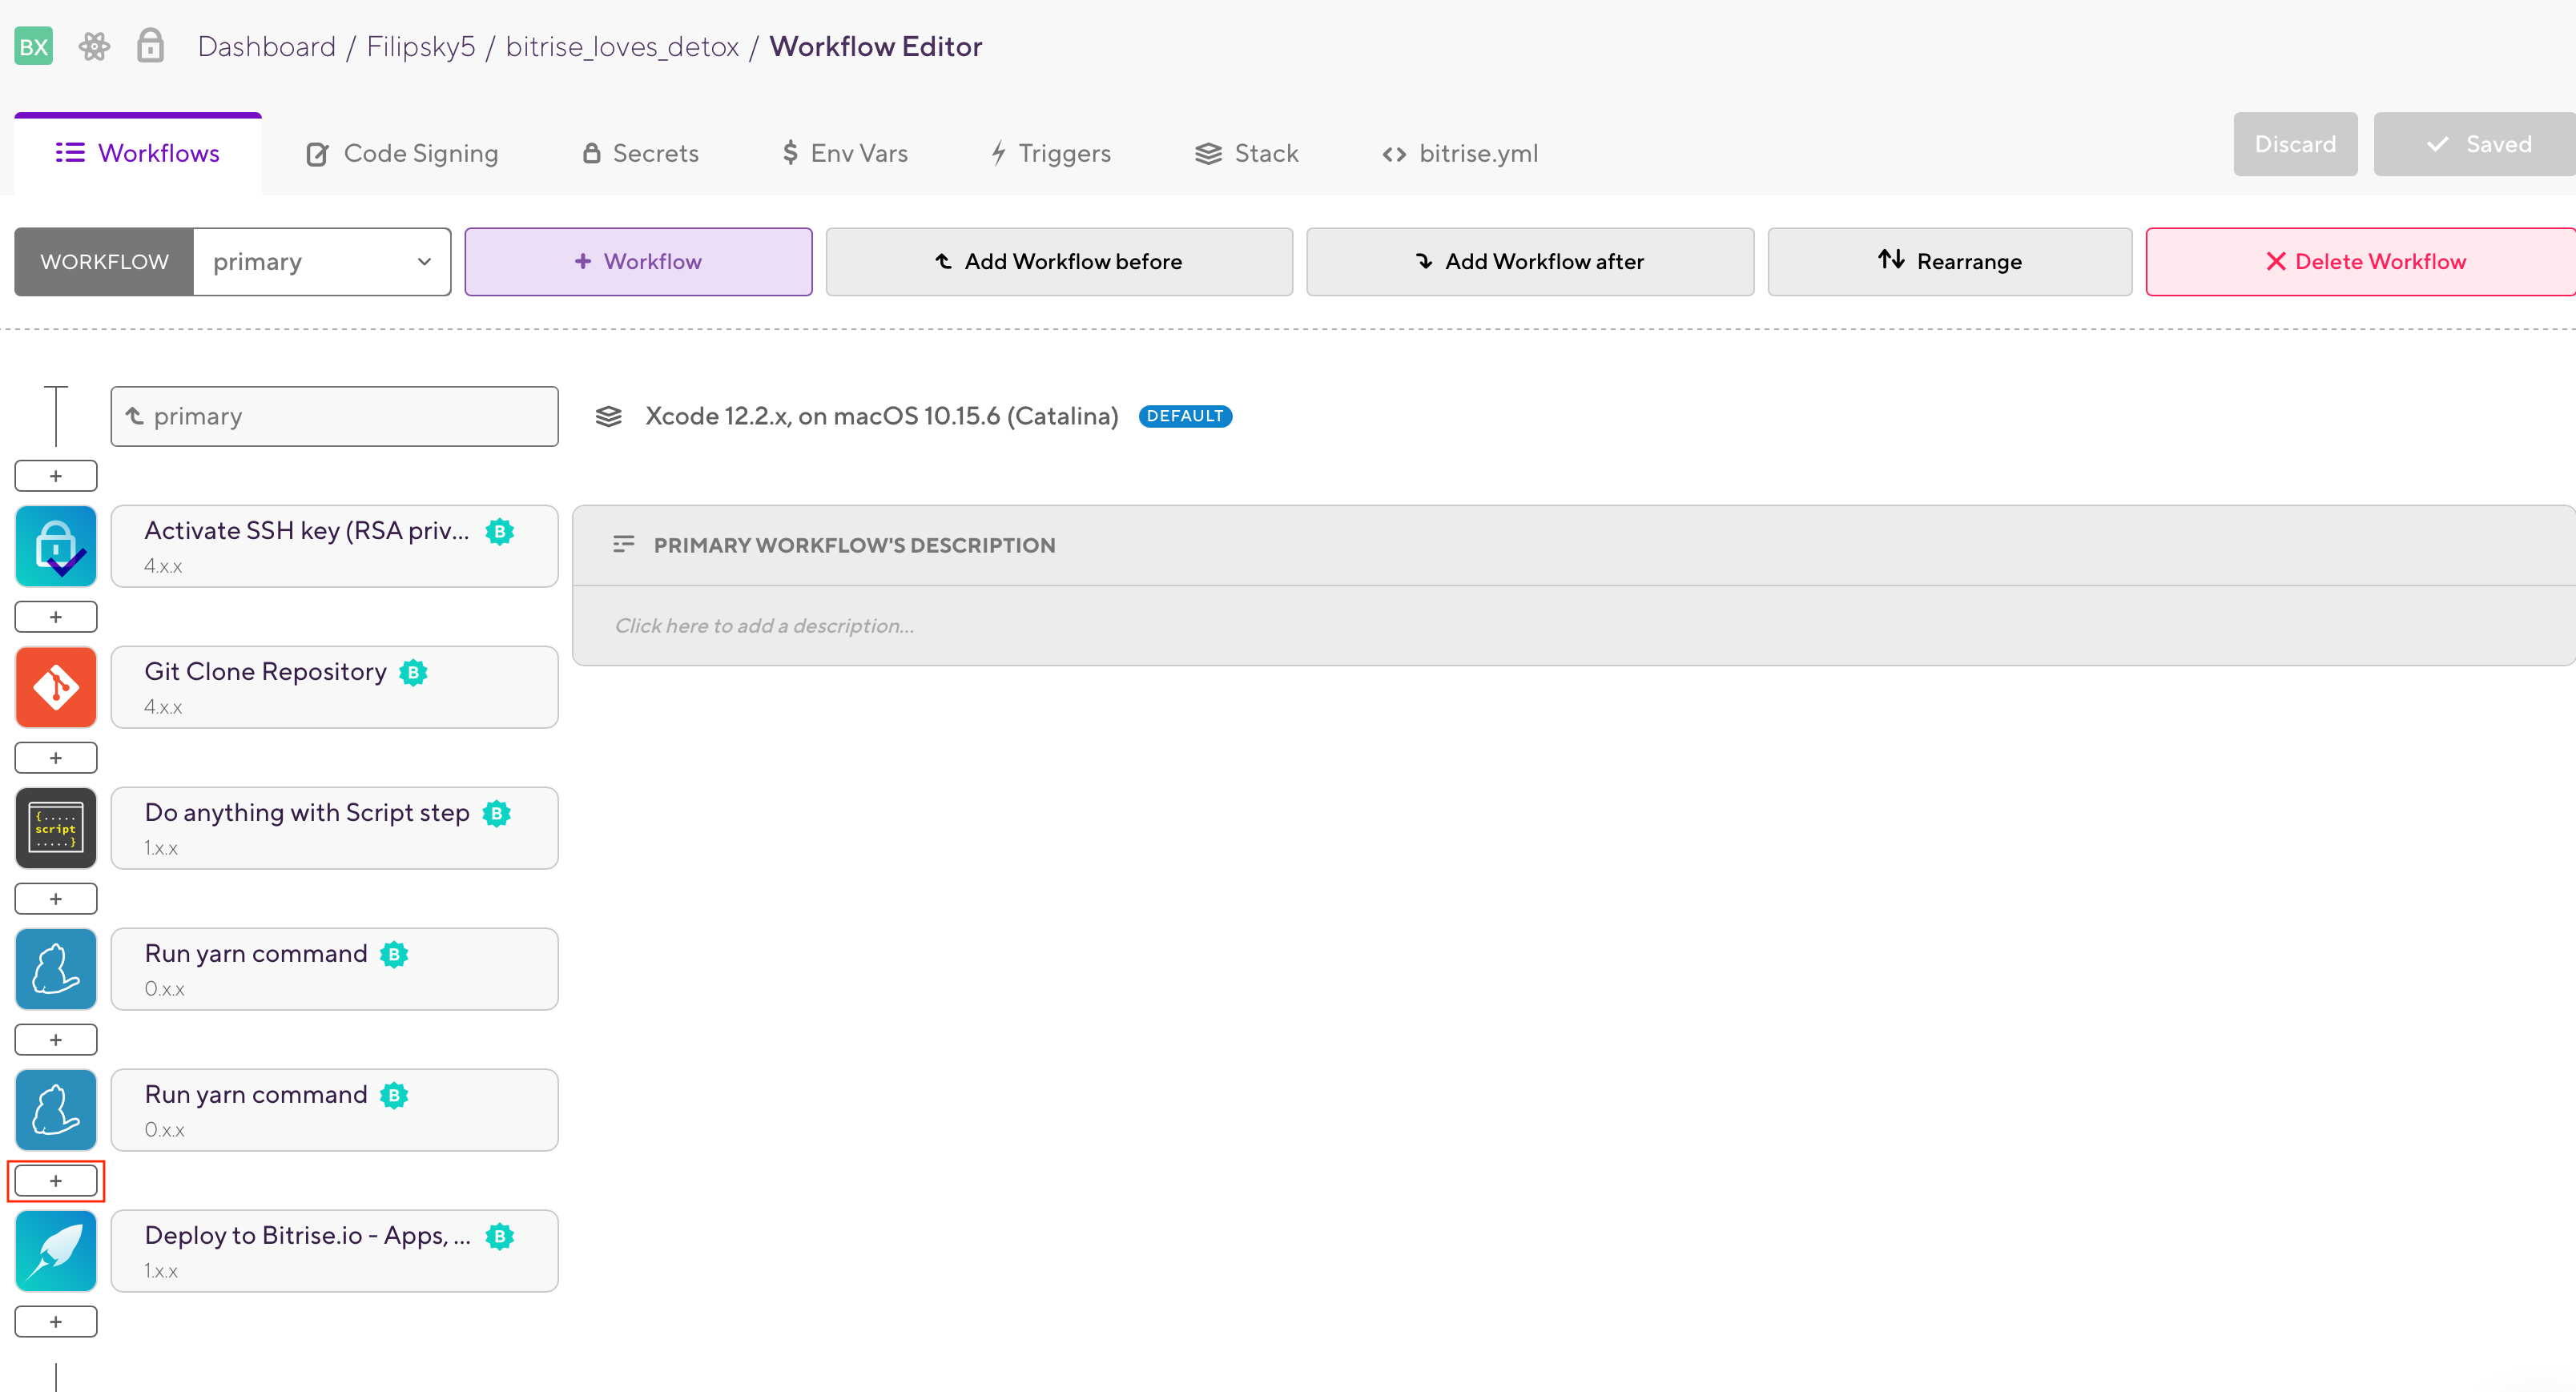 BX
Dashboard / Filipsky5 / bitrise_loves_detox / Workflow Editor
Workflows
Code Signing
Secrets
$ Env Vars
Triggers
Stack
<> bitrise.yml
Discard
Saved
WORKFLOW
primary
+ Workflow
Add Workflow before
Add Workflow after
Rearrange
Delete Workflow
primary
Xcode 12.2.x, on macOS 10.15.6 (Catalina)
DEFAULT
+
Activate SSH key (RSA priv...
B
4.x.x
PRIMARY WORKFLOW'S DESCRIPTION
Click here to add a description...
+
Git Clone Repository
B
4.x.x
+
{.....
script
.....}
Do anything with Script step
B
1.x.x
+
Run yarn command
B
0.x.x
+
Run yarn command
B
0.x.x
+
Deploy to Bitrise.io - Apps, ...
B
1.x.x
+